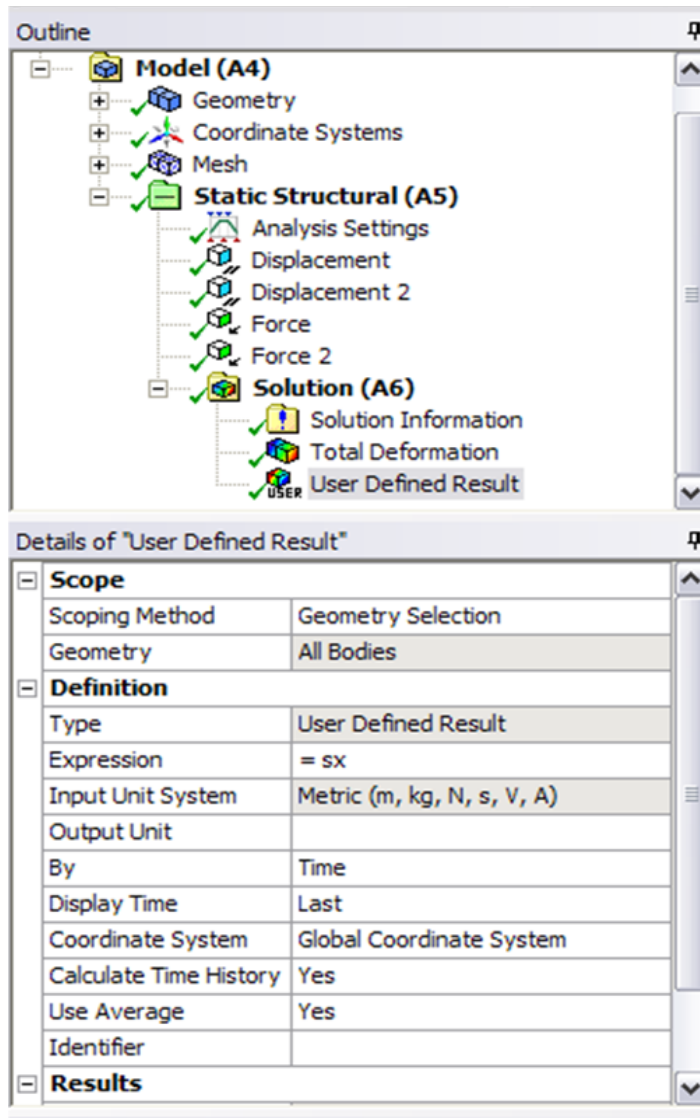 Outline
Model (A4)
Geometry
Coordinate Systems
Mesh
Static Structural (A5)
Analysis Settings
Displacement
Displacement 2
Force
Force 2
Solution (A6)
Solution Information
Total Deformation
USER User Defined Result
Details of "User Defined Result"
Scope
Scoping Method Geometry Selection
Geometry All Bodies
Definition
Type User Defined Result
Expression = sx
Input Unit System Metric (m, kg, N, s, V, A)
Output Unit
By Time
Display Time Last
Coordinate System Global Coordinate System
Calculate Time History Yes
Use Average Yes
Identifier
Results